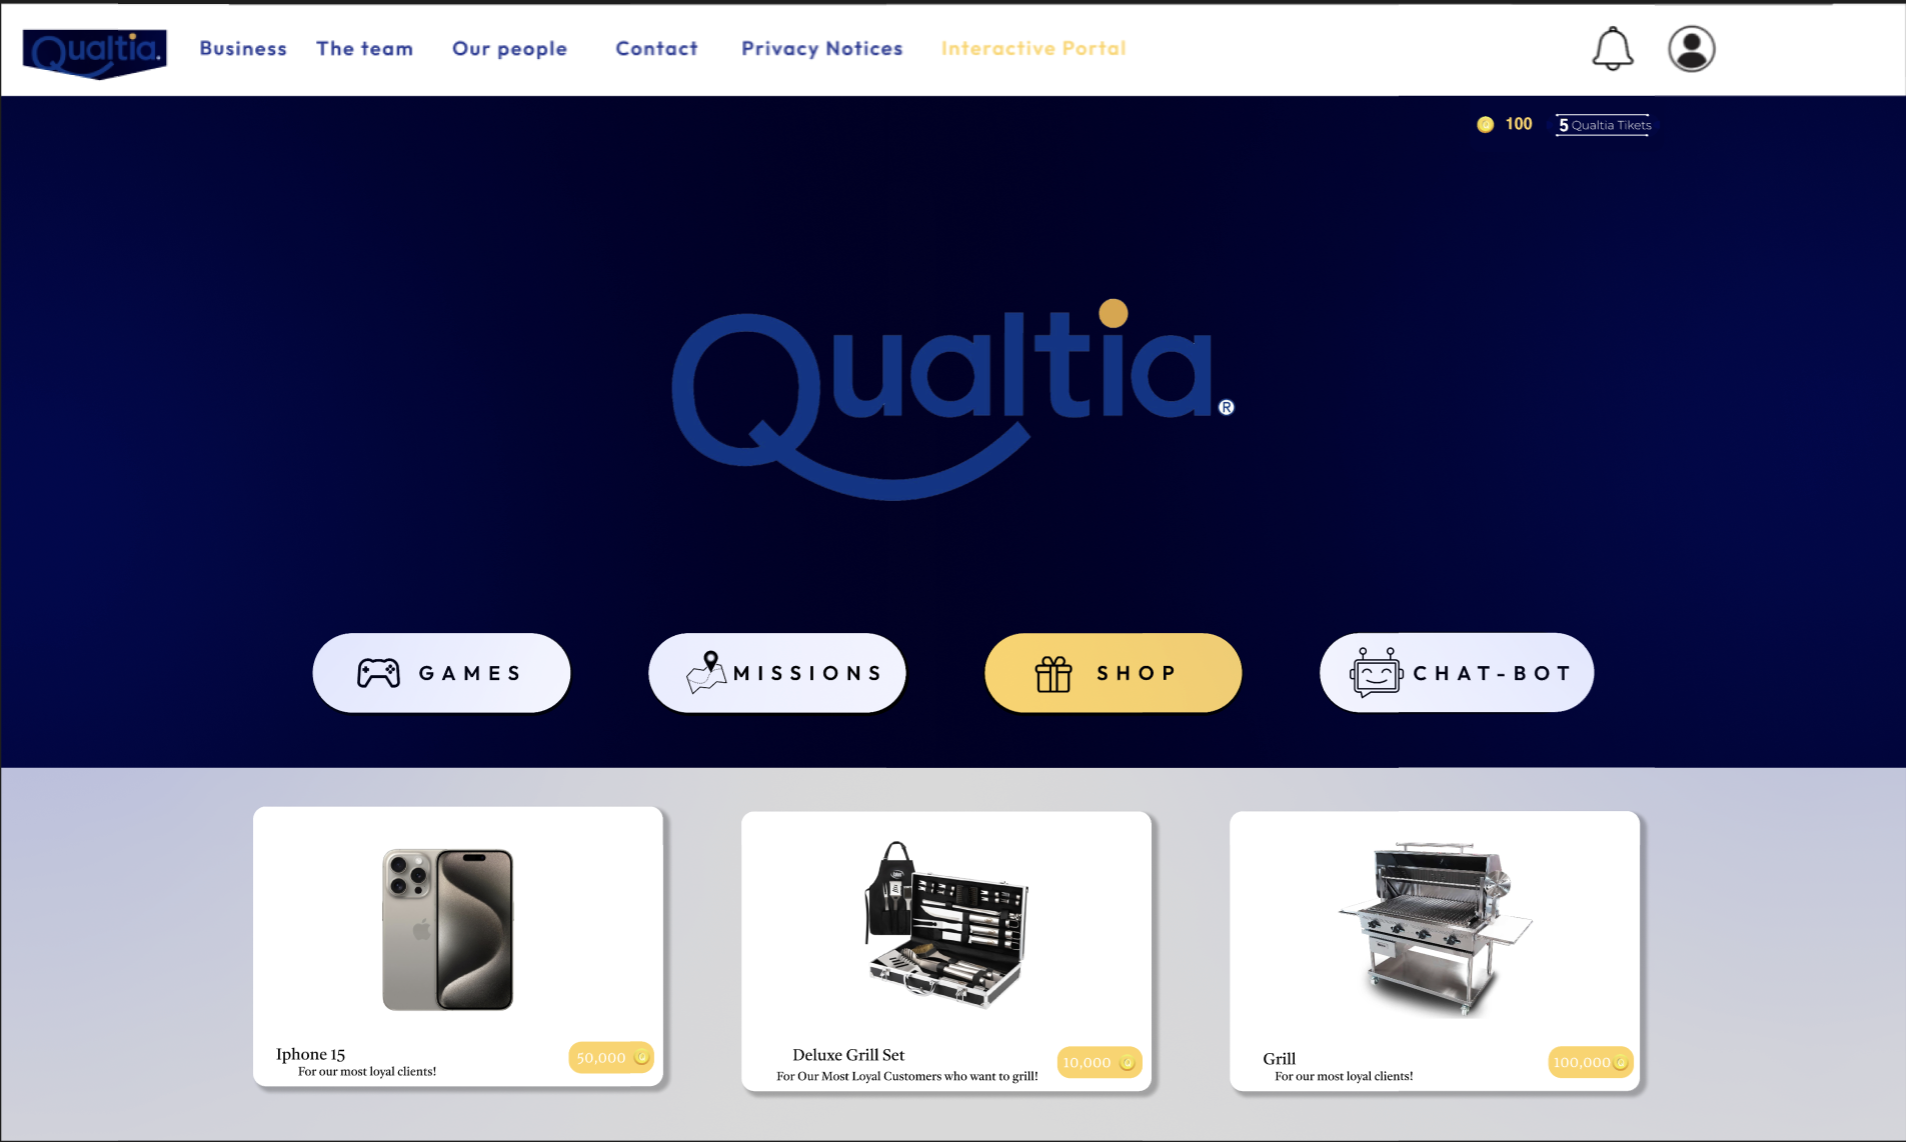 Qualtia.
Business
The team
Our people
Contact
Privacy Notices
Interactive Portal
100
5 Qualtia Tikets
Qualtia®
GAMES
MISSIONS
SHOP
CHAT-BOT
Iphone 15
For our most loyal clients!
50,000
Deluxe Grill Set
For Our Most Loyal Customers who want to grill!
10,000
Grill
For our most loyal clients!
100,000